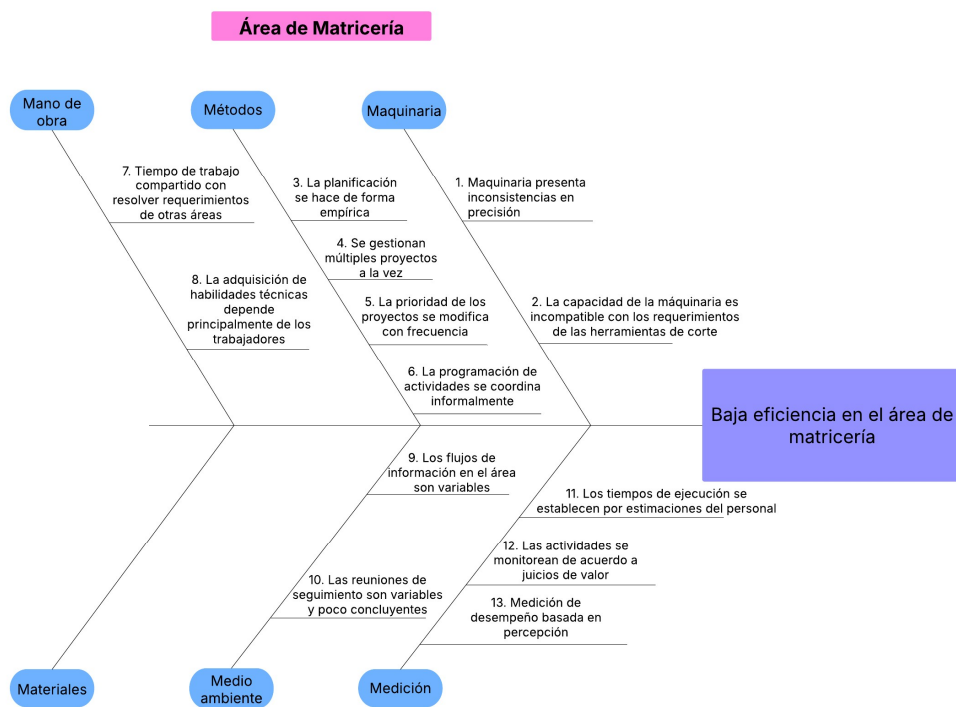 Área de Matricería
Mano de
obra
Métodos
Maquinaria
7. Tiempo de trabajo
compartido con
resolver requerimientos
de otras áreas
3. La planificación
se hace de forma
empírica
1. Maquinaria presenta
inconsistencias en
precisión
4. Se gestionan
múltiples proyectos
a la vez
8. La adquisición de
habilidades técnicas
depende
principalmente de los
trabajadores
5. La prioridad de los
proyectos se modifica
con frecuencia
2. La capacidad de la máquinaria es
incompatible con los requerimientos
de las herramientas de corte
6. La programación de
actividades se coordina
informalmente
Baja eficiencia en el área de
matricería
9. Los flujos de
información en el área
son variables
11. Los tiempos de ejecución se
establecen por estimaciones del personal
12. Las actividades se
monitorean de acuerdo a
juicios de valor
10. Las reuniones de
seguimiento son variables
y poco concluyentes
13. Medición de
desempeño basada en
percepción
Materiales
Medio
ambiente
Medición